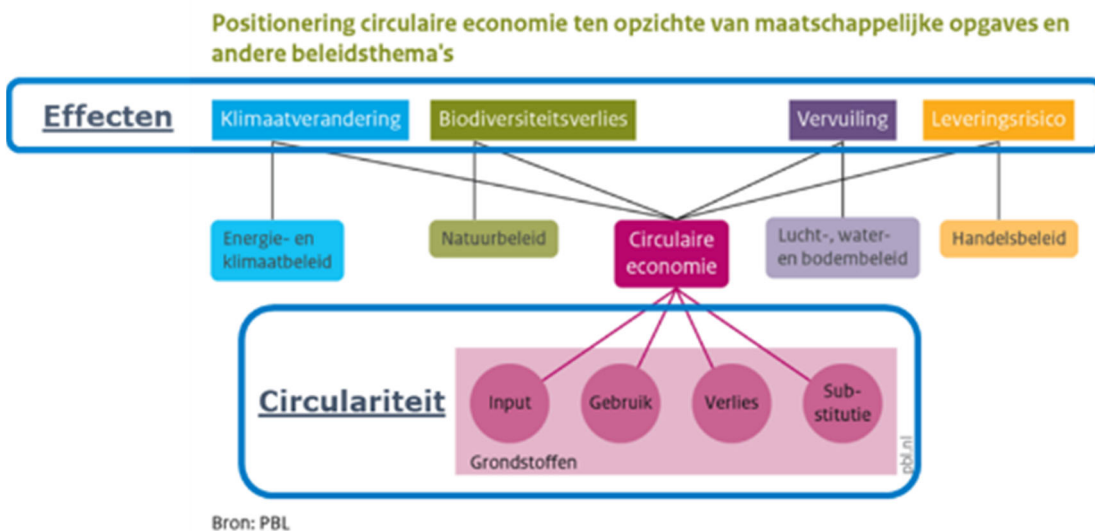 Positionering circulaire economie ten opzichte van maatschappelijke opgaves en
andere beleidsthema's
Effecten
Klimaatverandering
Biodiversiteitsverlies
Vervuiling
Leveringsrisico
Energie- en
klimaatbeleid
Natuurbeleid
Circulaire
economie
Lucht-, water-
en bodembeleid
Handelsbeleid
Circulariteit
Input
Gebruik
Verlies
Sub-
stitutie
Grondstoffen
pbl.nl
Bron: PBL